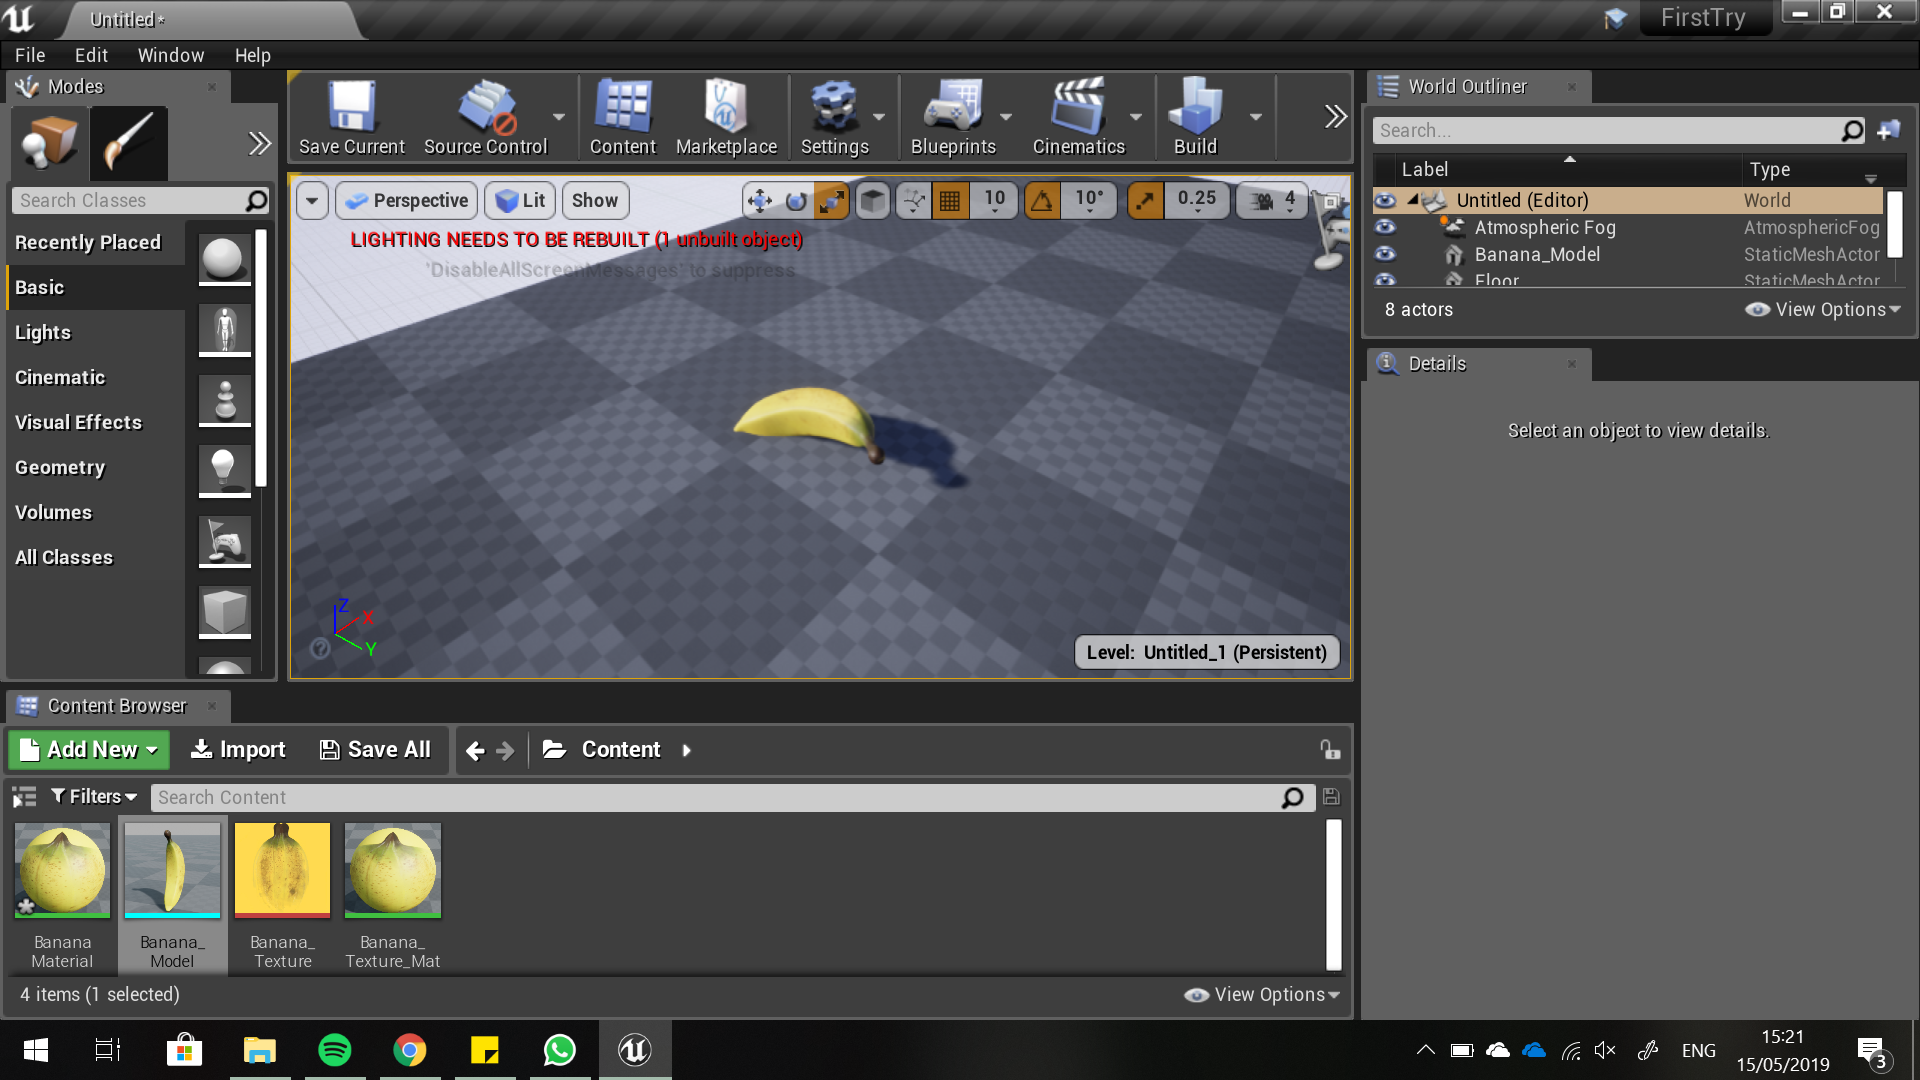 Untitled*
FirstTry
File Edit Window Help
Modes
Search Classes
Recently Placed
Basic
Lights
Cinematic
Visual Effects
Geometry
Volumes
All Classes
Save Current Source Control Content Marketplace Settings Blueprints Cinematics Build
Perspective Lit Show 10 10° 0.25 4
LIGHTING NEEDS TO BE REBUILT (1 unbuilt object)
'DisableAllScreenMessages' to suppress
Z
X
Y
Level: Untitled_1 (Persistent)
World Outliner
Search...
Label Type
Untitled (Editor) World
Atmospheric Fog AtmosphericFog
Banana_Model StaticMeshActor
Floor StaticMeshActor
8 actors View Options
Details
Select an object to view details.
Content Browser
Add New Import Save All Content
Filters Search Content
Banana
Material
Banana_
Model
Banana_
Texture
Banana_
Texture_Mat
4 items (1 selected) View Options
ENG
15:21
15/05/2019
3